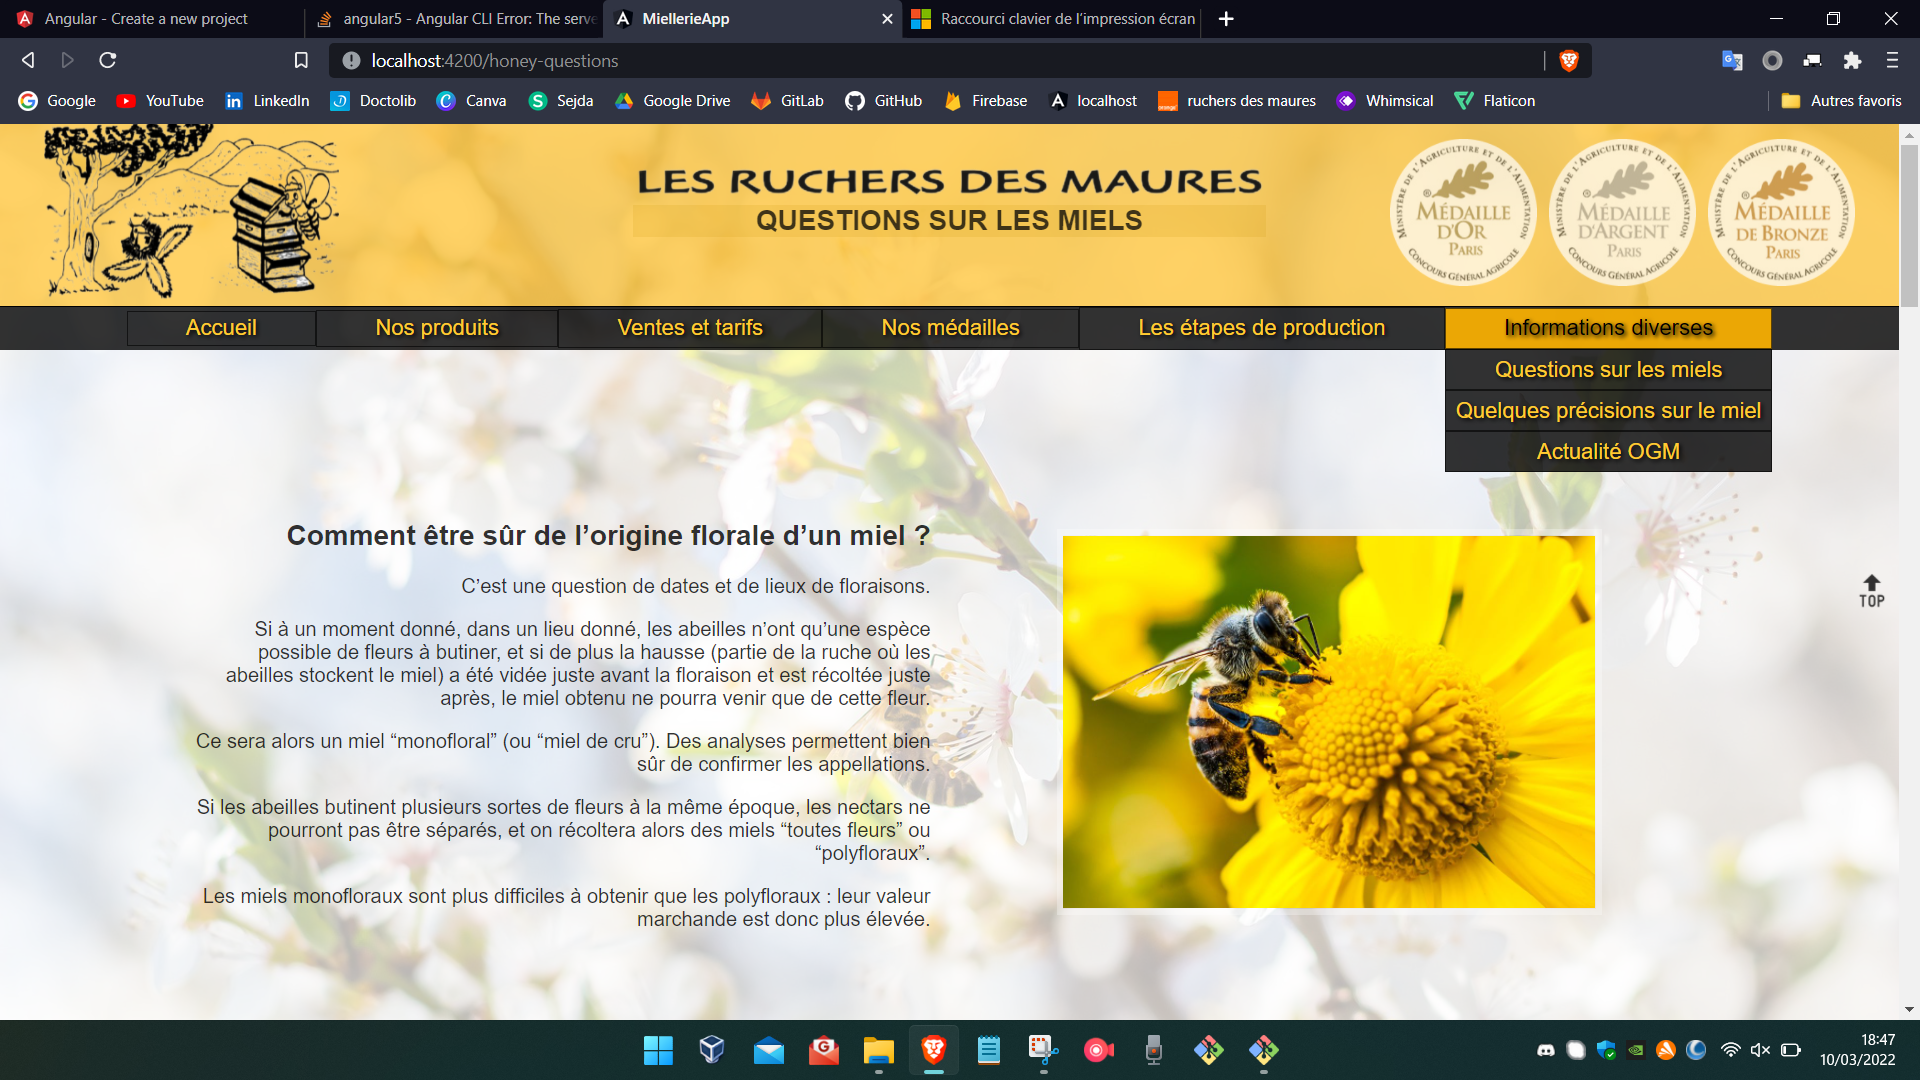 Angular - Create a new project
angular5 - Angular CLI Error: The serve
MiellerieApp
Raccourci clavier de l'impression écran
localhost:4200/honey-questions
Google
YouTube
LinkedIn
Doctolib
Canva
Sejda
Google Drive
GitLab
GitHub
Firebase
localhost
ruchers des maures
Whimsical
Flaticon
Autres favoris
LES RUCHERS DES MAURES
QUESTIONS SUR LES MIELS
MINISTÈRE DE L'AGRICULTURE ET DE L'ALIMENTATION
MÉDAILLE
D'OR
PARIS
CONCOURS GÉNÉRAL AGRICOLE
MINISTÈRE DE L'AGRICULTURE ET DE L'ALIMENTATION
MÉDAILLE
D'ARGENT
PARIS
CONCOURS GÉNÉRAL AGRICOLE
MINISTÈRE DE L'AGRICULTURE ET DE L'ALIMENTATION
MÉDAILLE
DE BRONZE
PARIS
CONCOURS GÉNÉRAL AGRICOLE
Accueil
Nos produits
Ventes et tarifs
Nos médailles
Les étapes de production
Informations diverses
Questions sur les miels
Quelques précisions sur le miel
Actualité OGM
Comment être sûr de l’origine florale d’un miel ?
C’est une question de dates et de lieux de floraisons.
Si à un moment donné, dans un lieu donné, les abeilles n’ont qu’une espèce
possible de fleurs à butiner, et si de plus la hausse (partie de la ruche où les
abeilles stockent le miel) a été vidée juste avant la floraison et est récoltée juste
après, le miel obtenu ne pourra venir que de cette fleur.
Ce sera alors un miel “monofloral” (ou “miel de cru”). Des analyses permettent bien
sûr de confirmer les appellations.
Si les abeilles butinent plusieurs sortes de fleurs à la même époque, les nectars ne
pourront pas être séparés, et on récoltera alors des miels “toutes fleurs” ou
“polyfloraux”.
Les miels monofloraux sont plus difficiles à obtenir que les polyfloraux : leur valeur
marchande est donc plus élevée.
TOP
18:47
10/03/2022